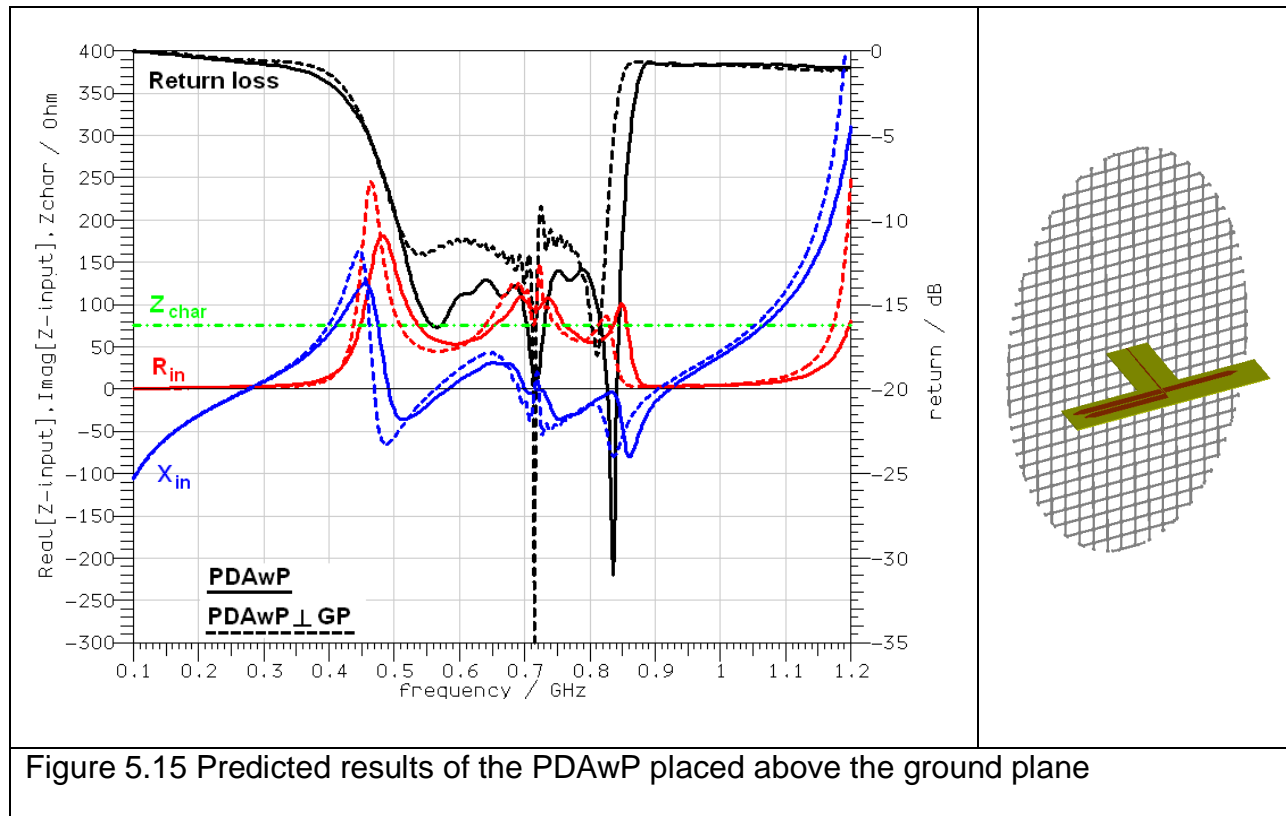 400
350
300
250
200
150
100
50
0
-50
-100
-150
-200
-250
-300
Real[Z-input], Imag[Z-input], Zchar / Ohm
Return loss
Zchar
Rin
Xin
PDAwP
PDAwP ⊥ GP
0
-5
-10
-15
-20
-25
-30
-35
return / dB
0.1 0.2 0.3 0.4 0.5 0.6 0.7 0.8 0.9 1.0 1.1 1.2
frequency / GHz
Figure 5.15 Predicted results of the PDAwP placed above the ground plane